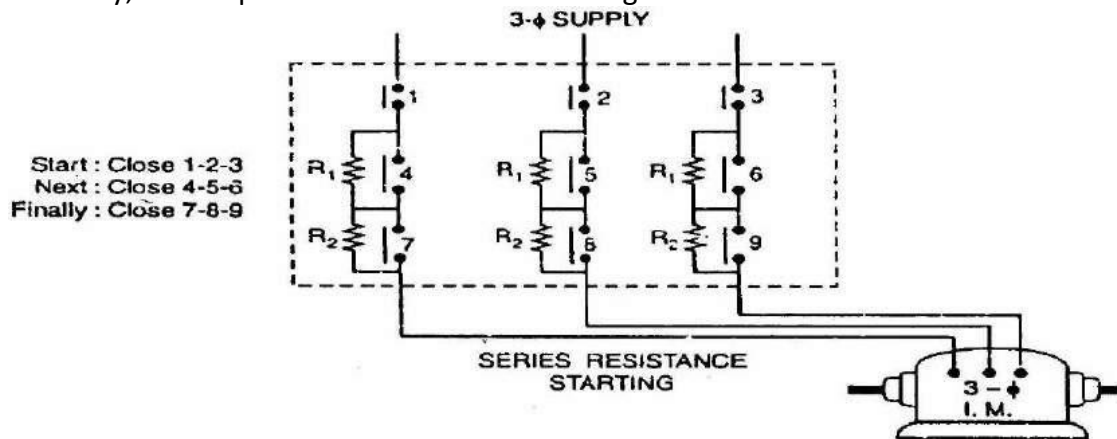 3-ϕ SUPPLY
1
2
3
Start : Close 1-2-3
Next : Close 4-5-6
Finally : Close 7-8-9
R₁
4
R₁
5
R₁
6
R₂
7
R₂
8
R₂
9
SERIES RESISTANCE
STARTING
3 – ϕ
I. M.